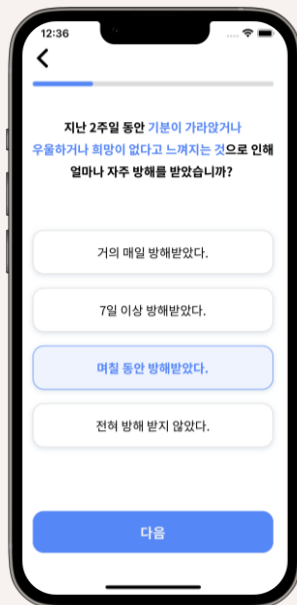 12:36
지난 2주일 동안 기분이 가라앉거나
우울하거나 희망이 없다고 느껴지는 것으로 인해
얼마나 자주 방해를 받았습니까?
거의 매일 방해받았다.
7일 이상 방해받았다.
며칠 동안 방해받았다.
전혀 방해 받지 않았다.
다음